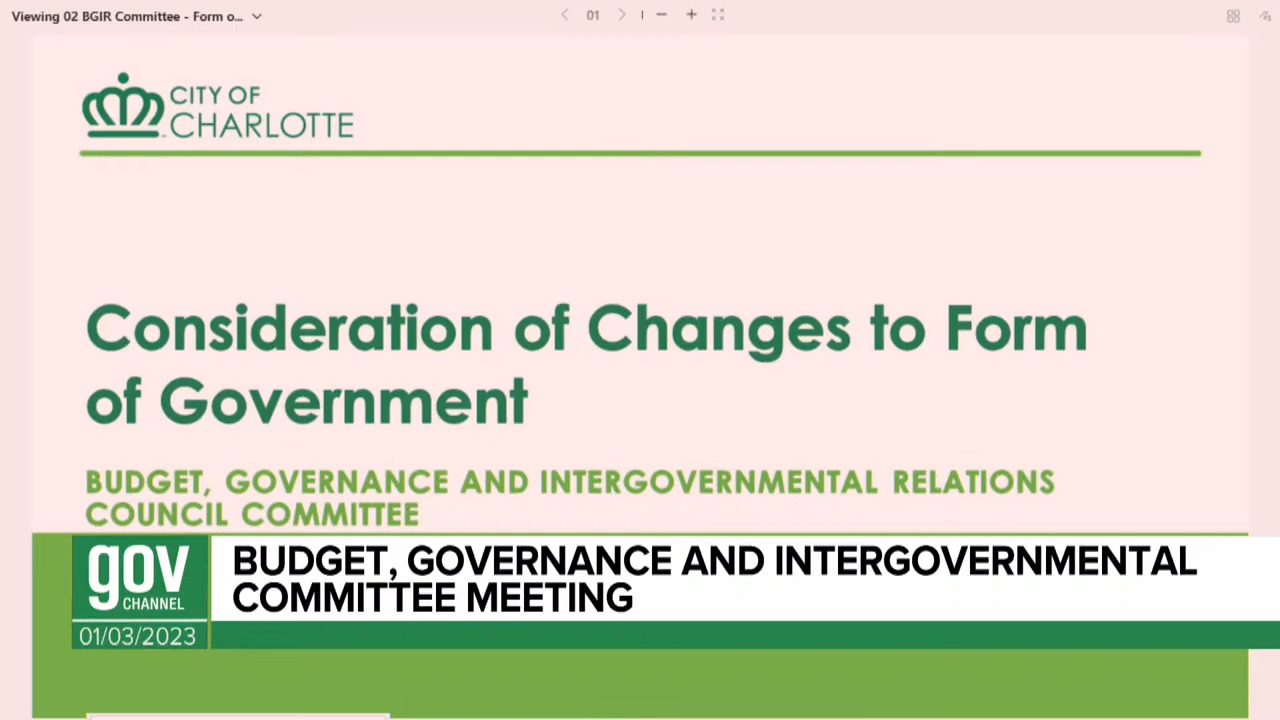 Viewing 02 BGIR Committee - Form o...
01
CITY OF
CHARLOTTE
Consideration of Changes to Form
of Government
BUDGET, GOVERNANCE AND INTERGOVERNMENTAL RELATIONS
COUNCIL COMMITTEE
gov
CHANNEL
01/03/2023
BUDGET, GOVERNANCE AND INTERGOVERNMENTAL
COMMITTEE MEETING